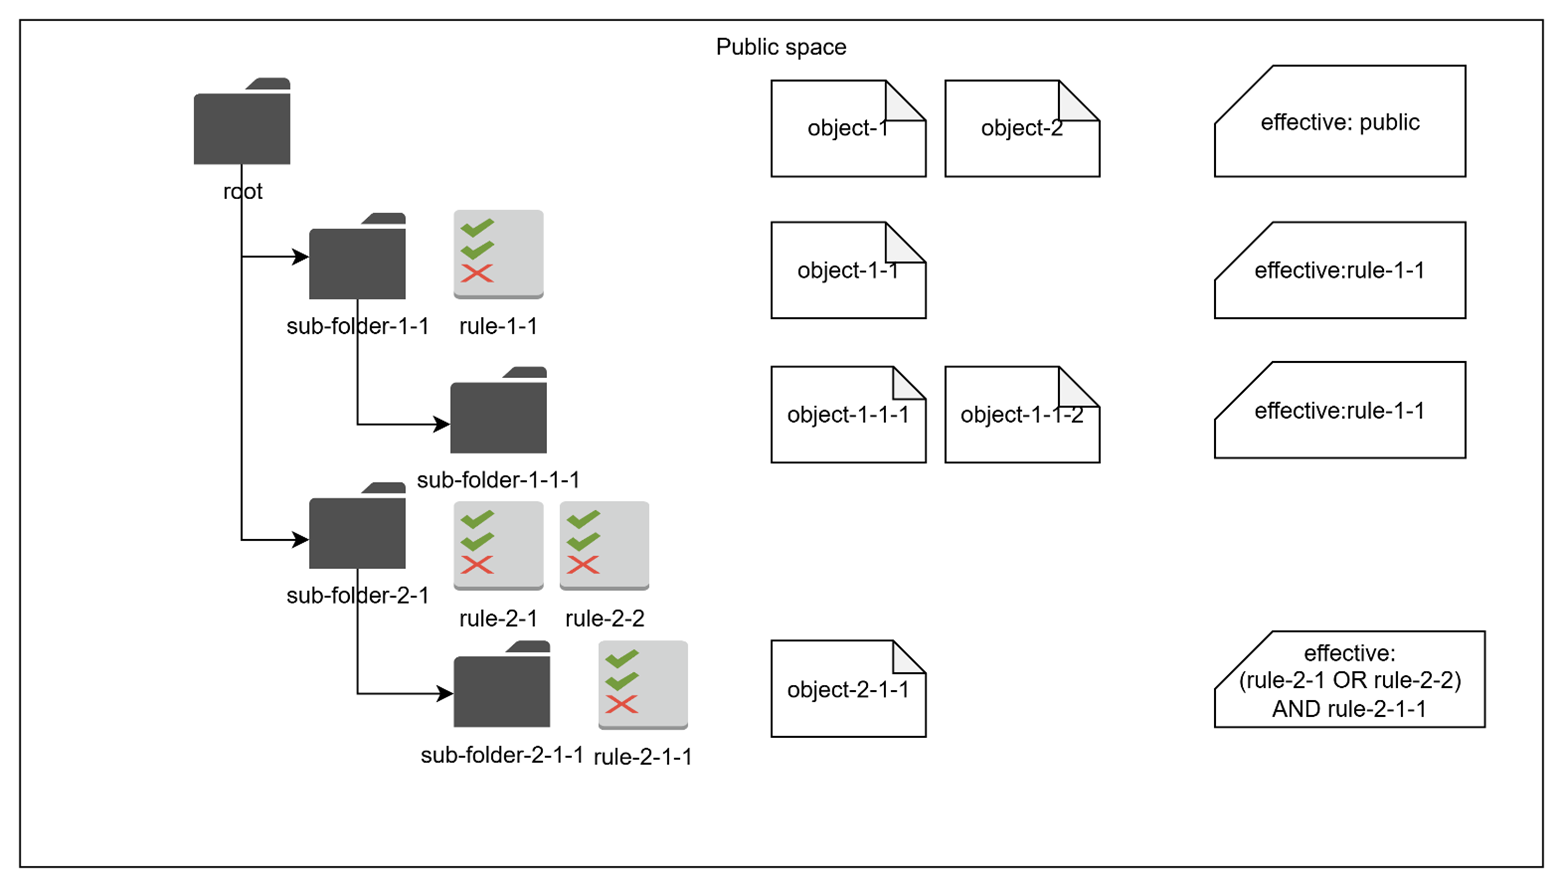 Public space
root
object-1
object-2
effective: public
sub-folder-1-1
rule-1-1
object-1-1
effective:rule-1-1
sub-folder-1-1-1
object-1-1-1
object-1-1-2
effective:rule-1-1
sub-folder-2-1
rule-2-1
rule-2-2
sub-folder-2-1-1
rule-2-1-1
object-2-1-1
effective:
(rule-2-1 OR rule-2-2)
AND rule-2-1-1